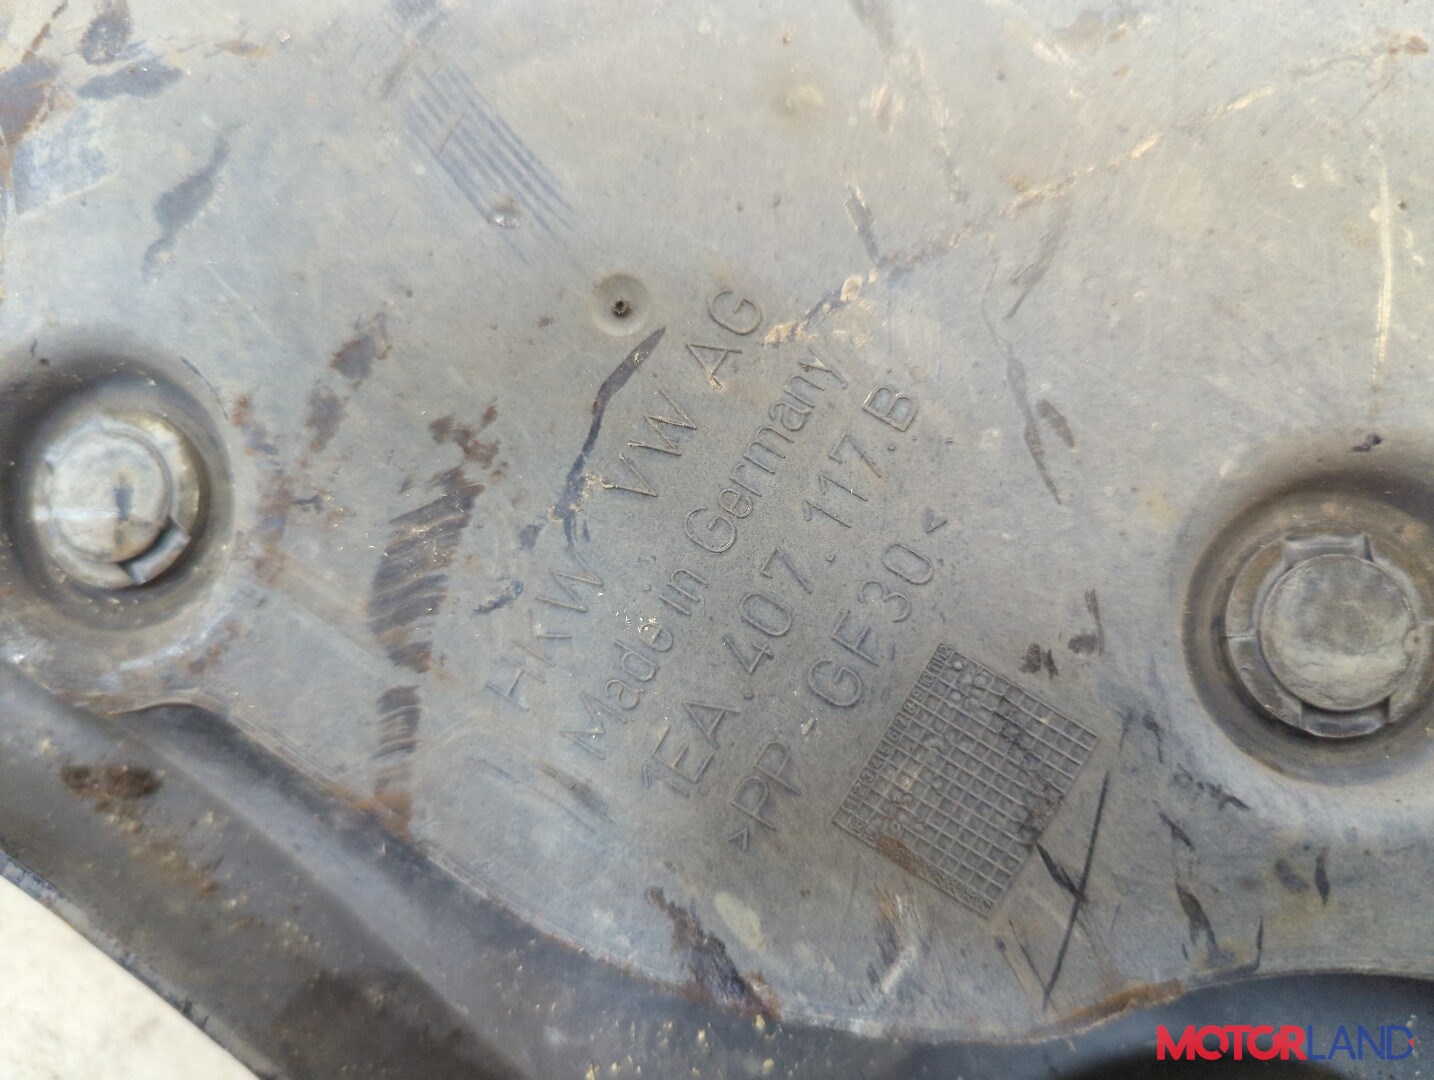 HKW VW AG
Made in Germany
1EA.407.117.B
>PP-GF30<
MOTORLAND